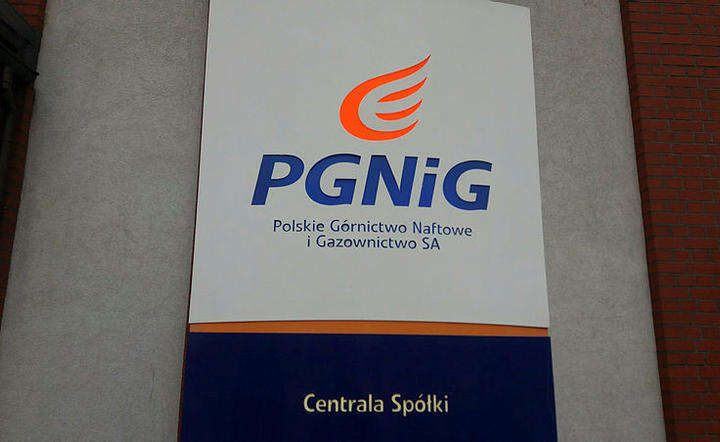 PGNiG
Polskie Górnictwo Naftowe
i Gazownictwo SA
Centrala Spółki